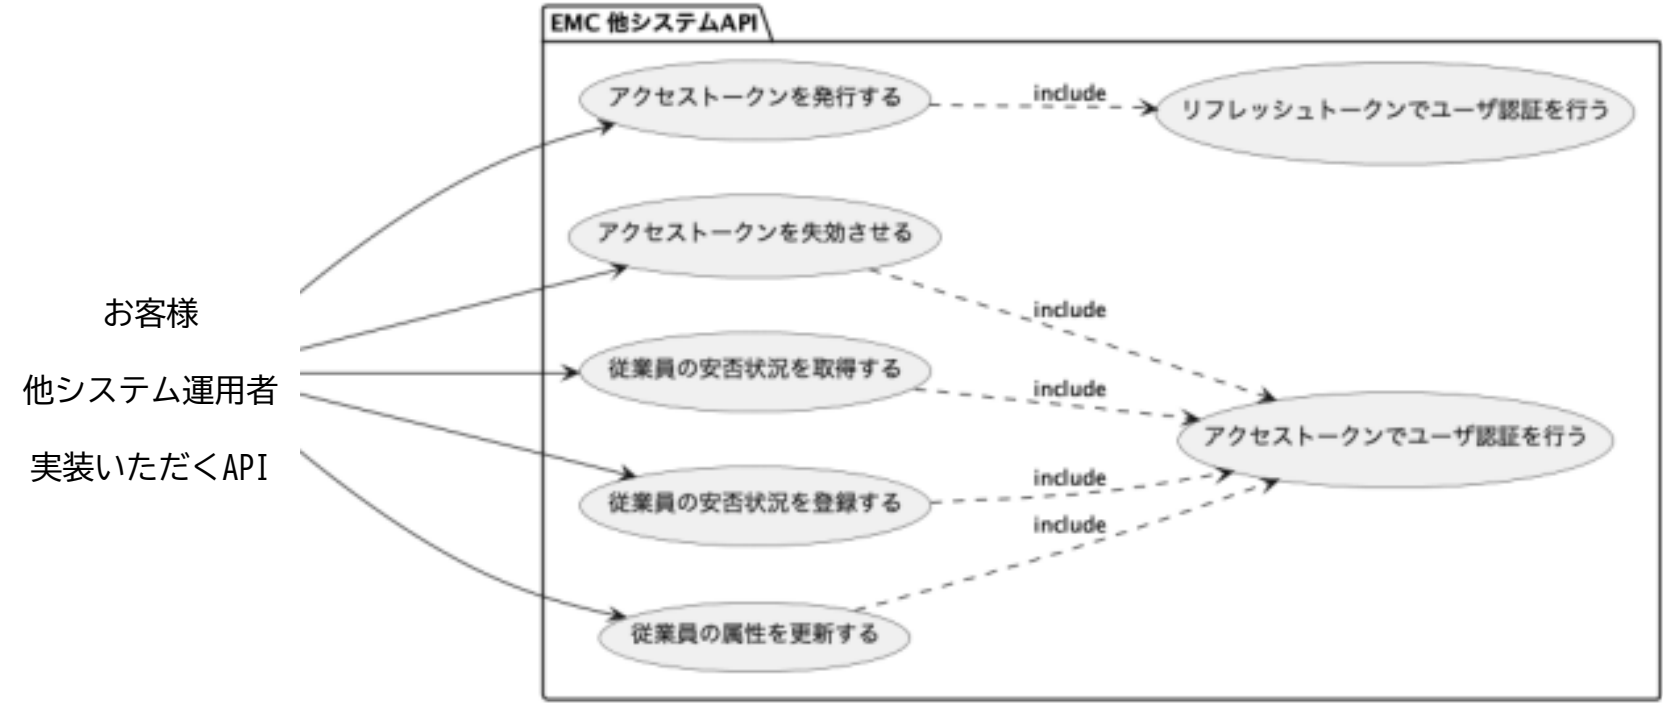 EMC 他システムAPI
アクセストークンを発行する
include
リフレッシュトークンでユーザ認証を行う
アクセストークンを失効させる
include
お客様
他システム運用者
実装いただくAPI
従業員の安否状況を取得する
include
アクセストークンでユーザ認証を行う
従業員の安否状況を登録する
include
include
従業員の属性を更新する